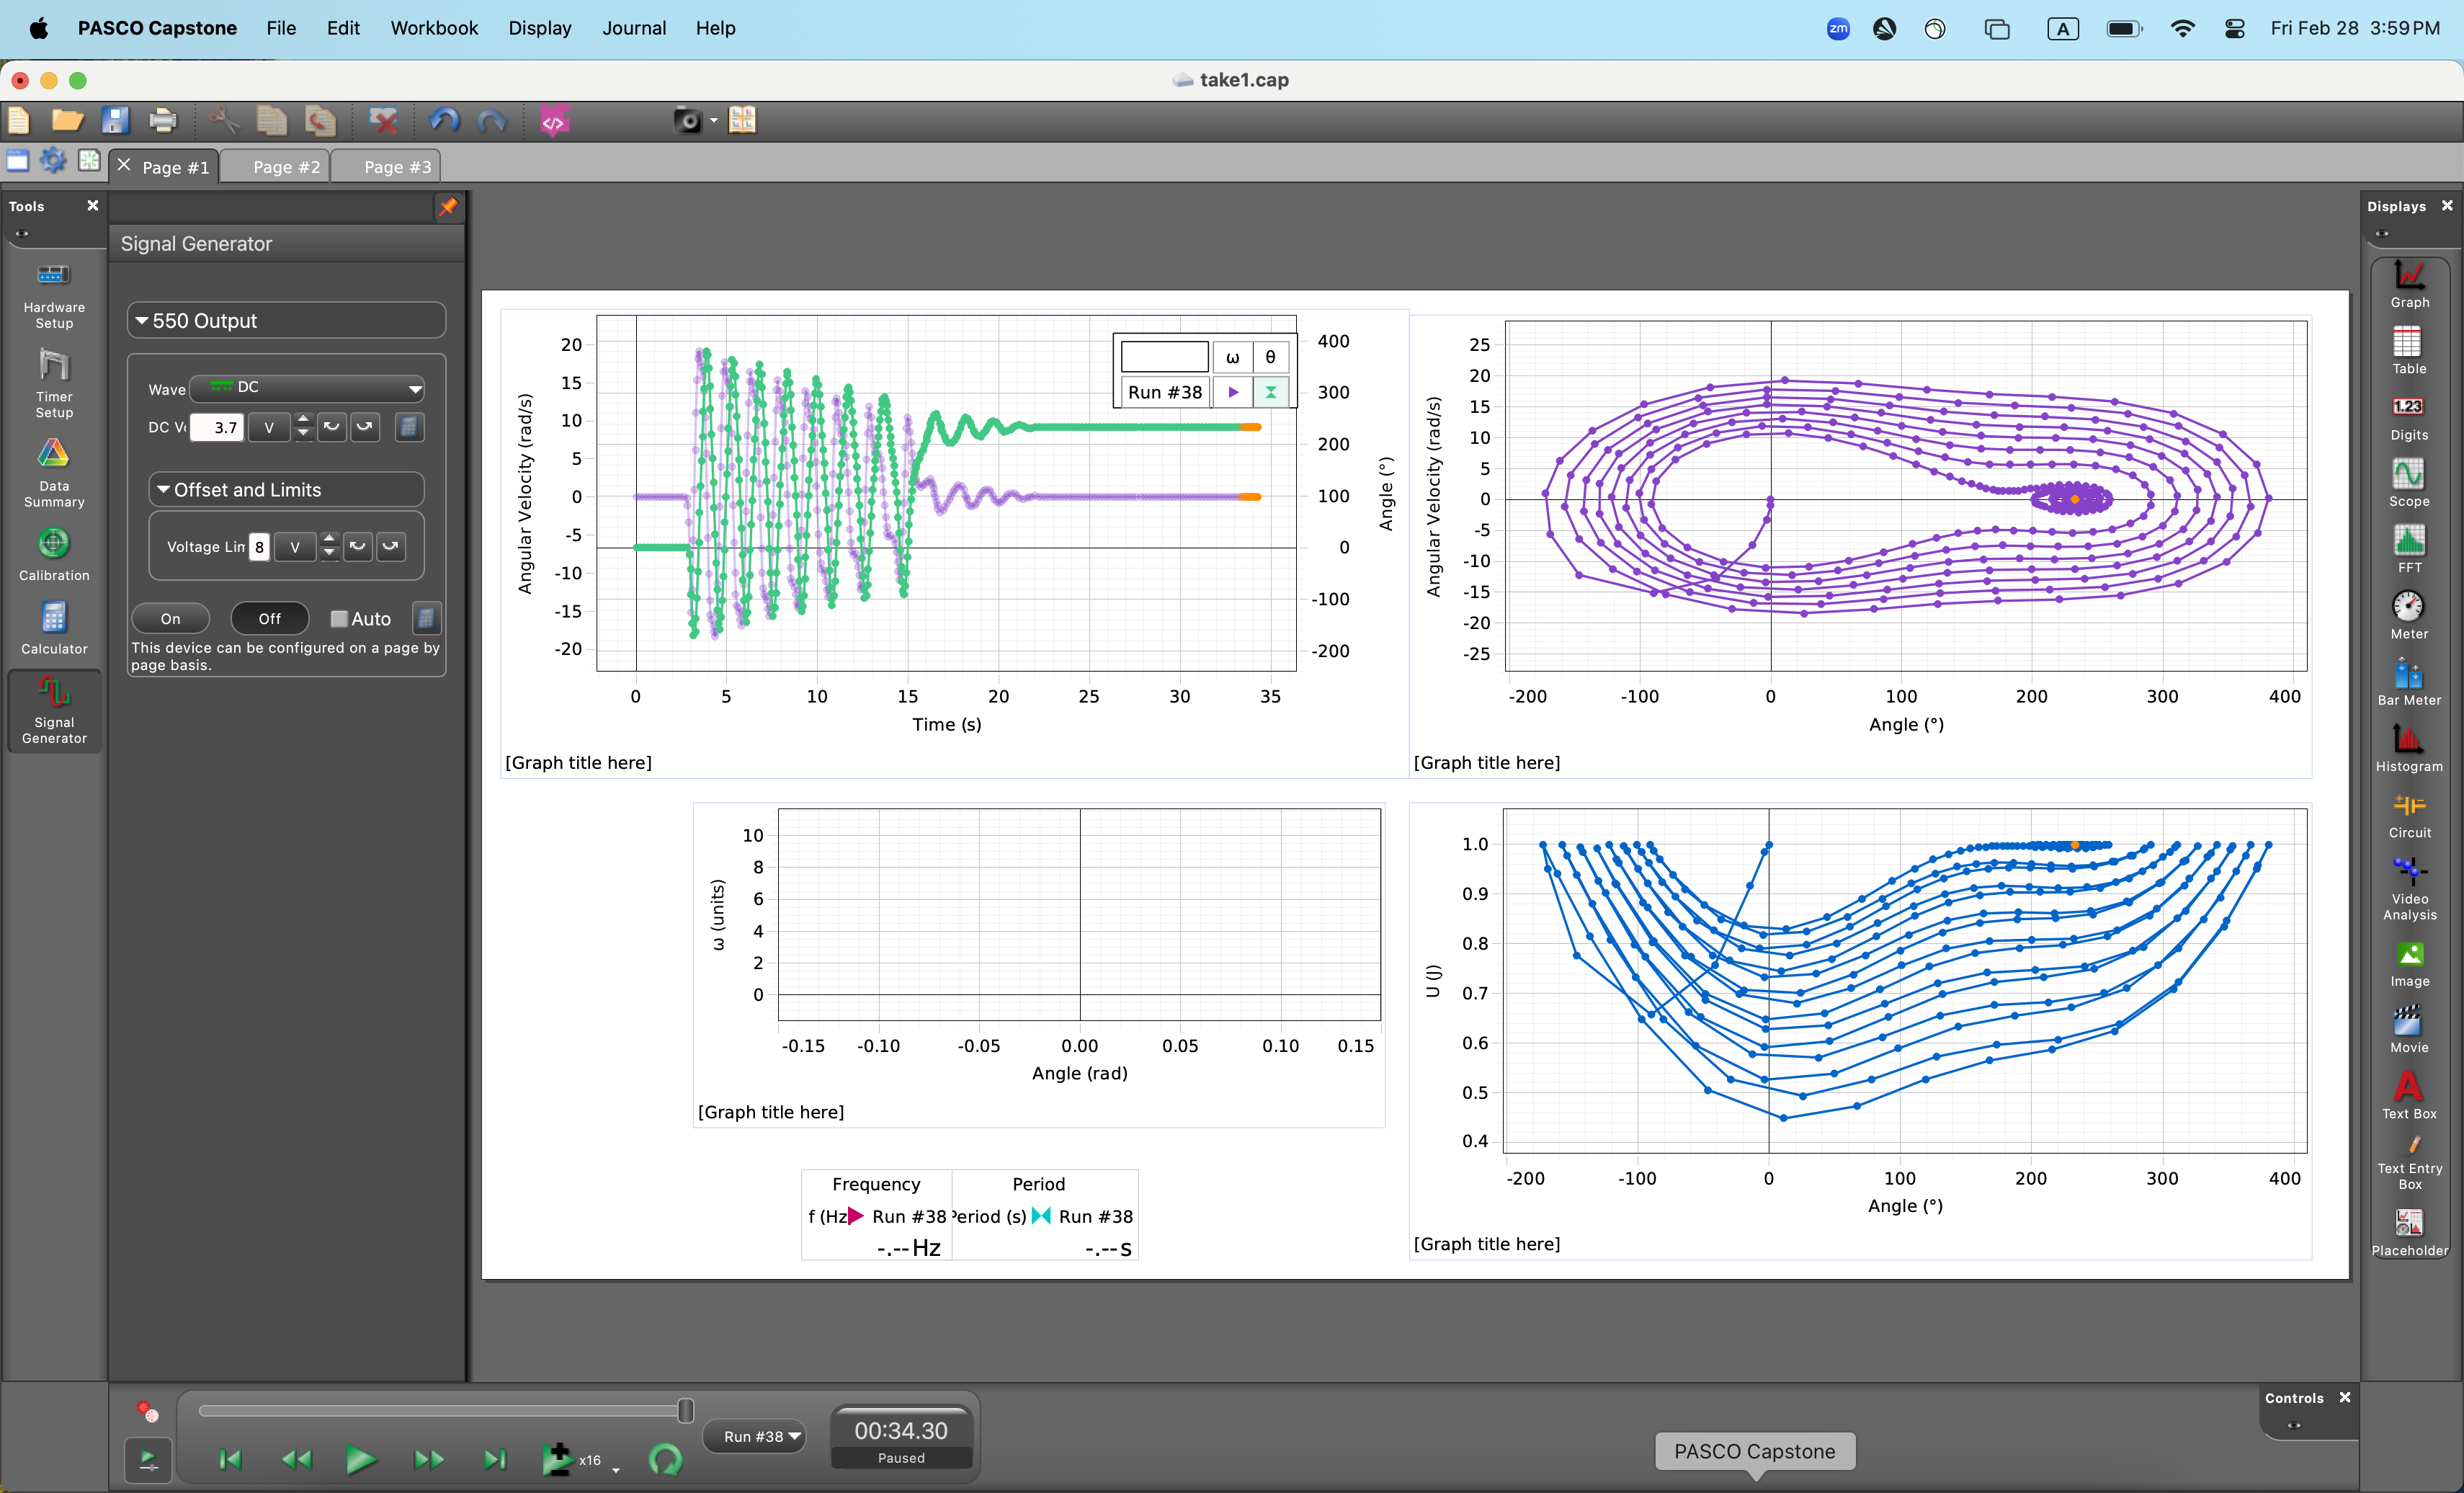 PASCO Capstone File Edit Workbook Display Journal Help zm A Fri Feb 28 3:59 PM
take1.cap
Page #1 Page #2 Page #3
Tools
Hardware
Setup
Timer
Setup
Data
Summary
Calibration
Calculator
Signal
Generator
Signal Generator
550 Output
Wave DC
DC Vo 3.7 V
Offset and Limits
Voltage Lim 8 V
On Off Auto
This device can be configured on a page by
page basis.
20
15
10
5
0
-5
-10
-15
-20
Angular Velocity (rad/s)
ω θ
Run #38
400
300
200
100
0
-100
-200
Angle (°)
0 5 10 15 20 25 30 35
Time (s)
[Graph title here]
25
20
15
10
5
0
-5
-10
-15
-20
-25
Angular Velocity (rad/s)
-200 -100 0 100 200 300 400
Angle (°)
[Graph title here]
10
8
6
4
2
0
ω (units)
-0.15 -0.10 -0.05 0.00 0.05 0.10 0.15
Angle (rad)
[Graph title here]
Frequency Period
f (Hz Run #38 Period (s) Run #38
-.-- Hz -.-- s
1.0
0.9
0.8
0.7
0.6
0.5
0.4
U (J)
-200 -100 0 100 200 300 400
Angle (°)
[Graph title here]
Displays
Graph
Table
1.23
Digits
Scope
FFT
Meter
Bar Meter
Histogram
Circuit
Video
Analysis
Image
Movie
Text Box
Text Entry
Box
Placeholder
x16
Run #38
00:34.30
Paused
PASCO Capstone
Controls